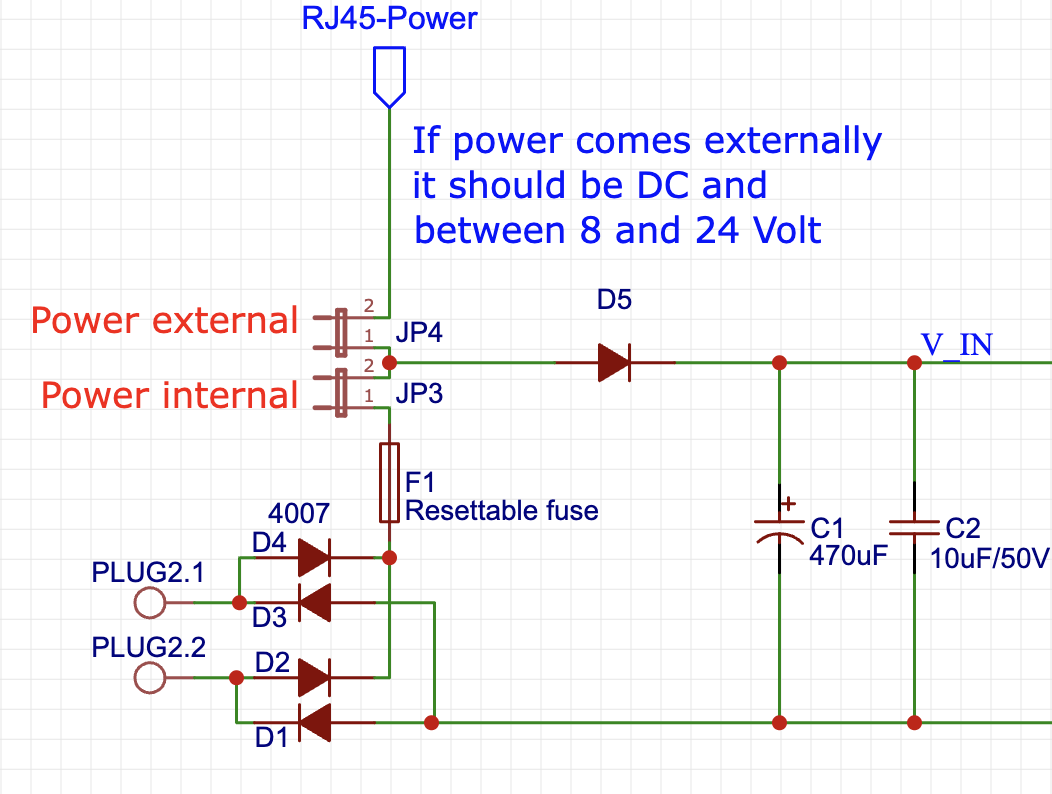 RJ45-Power
If power comes externally
it should be DC and
between 8 and 24 Volt
D5
Power external
2
1
JP4
V_IN
Power internal
2
1
JP3
F1
Resettable fuse
4007
D4
PLUG2.1
D3
+
C1
470uF
C2
10uF/50V
PLUG2.2
D2
D1